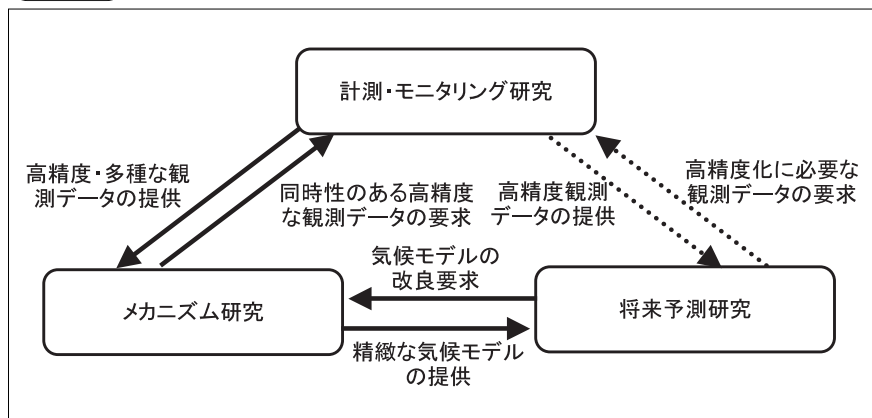 計測・モニタリング研究
高精度・多種な観
測データの提供
同時性のある高精度
な観測データの要求
高精度観測
データの提供
高精度化に必要な
観測データの要求
気候モデルの
改良要求
メカニズム研究
将来予測研究
精緻な気候モデル
の提供